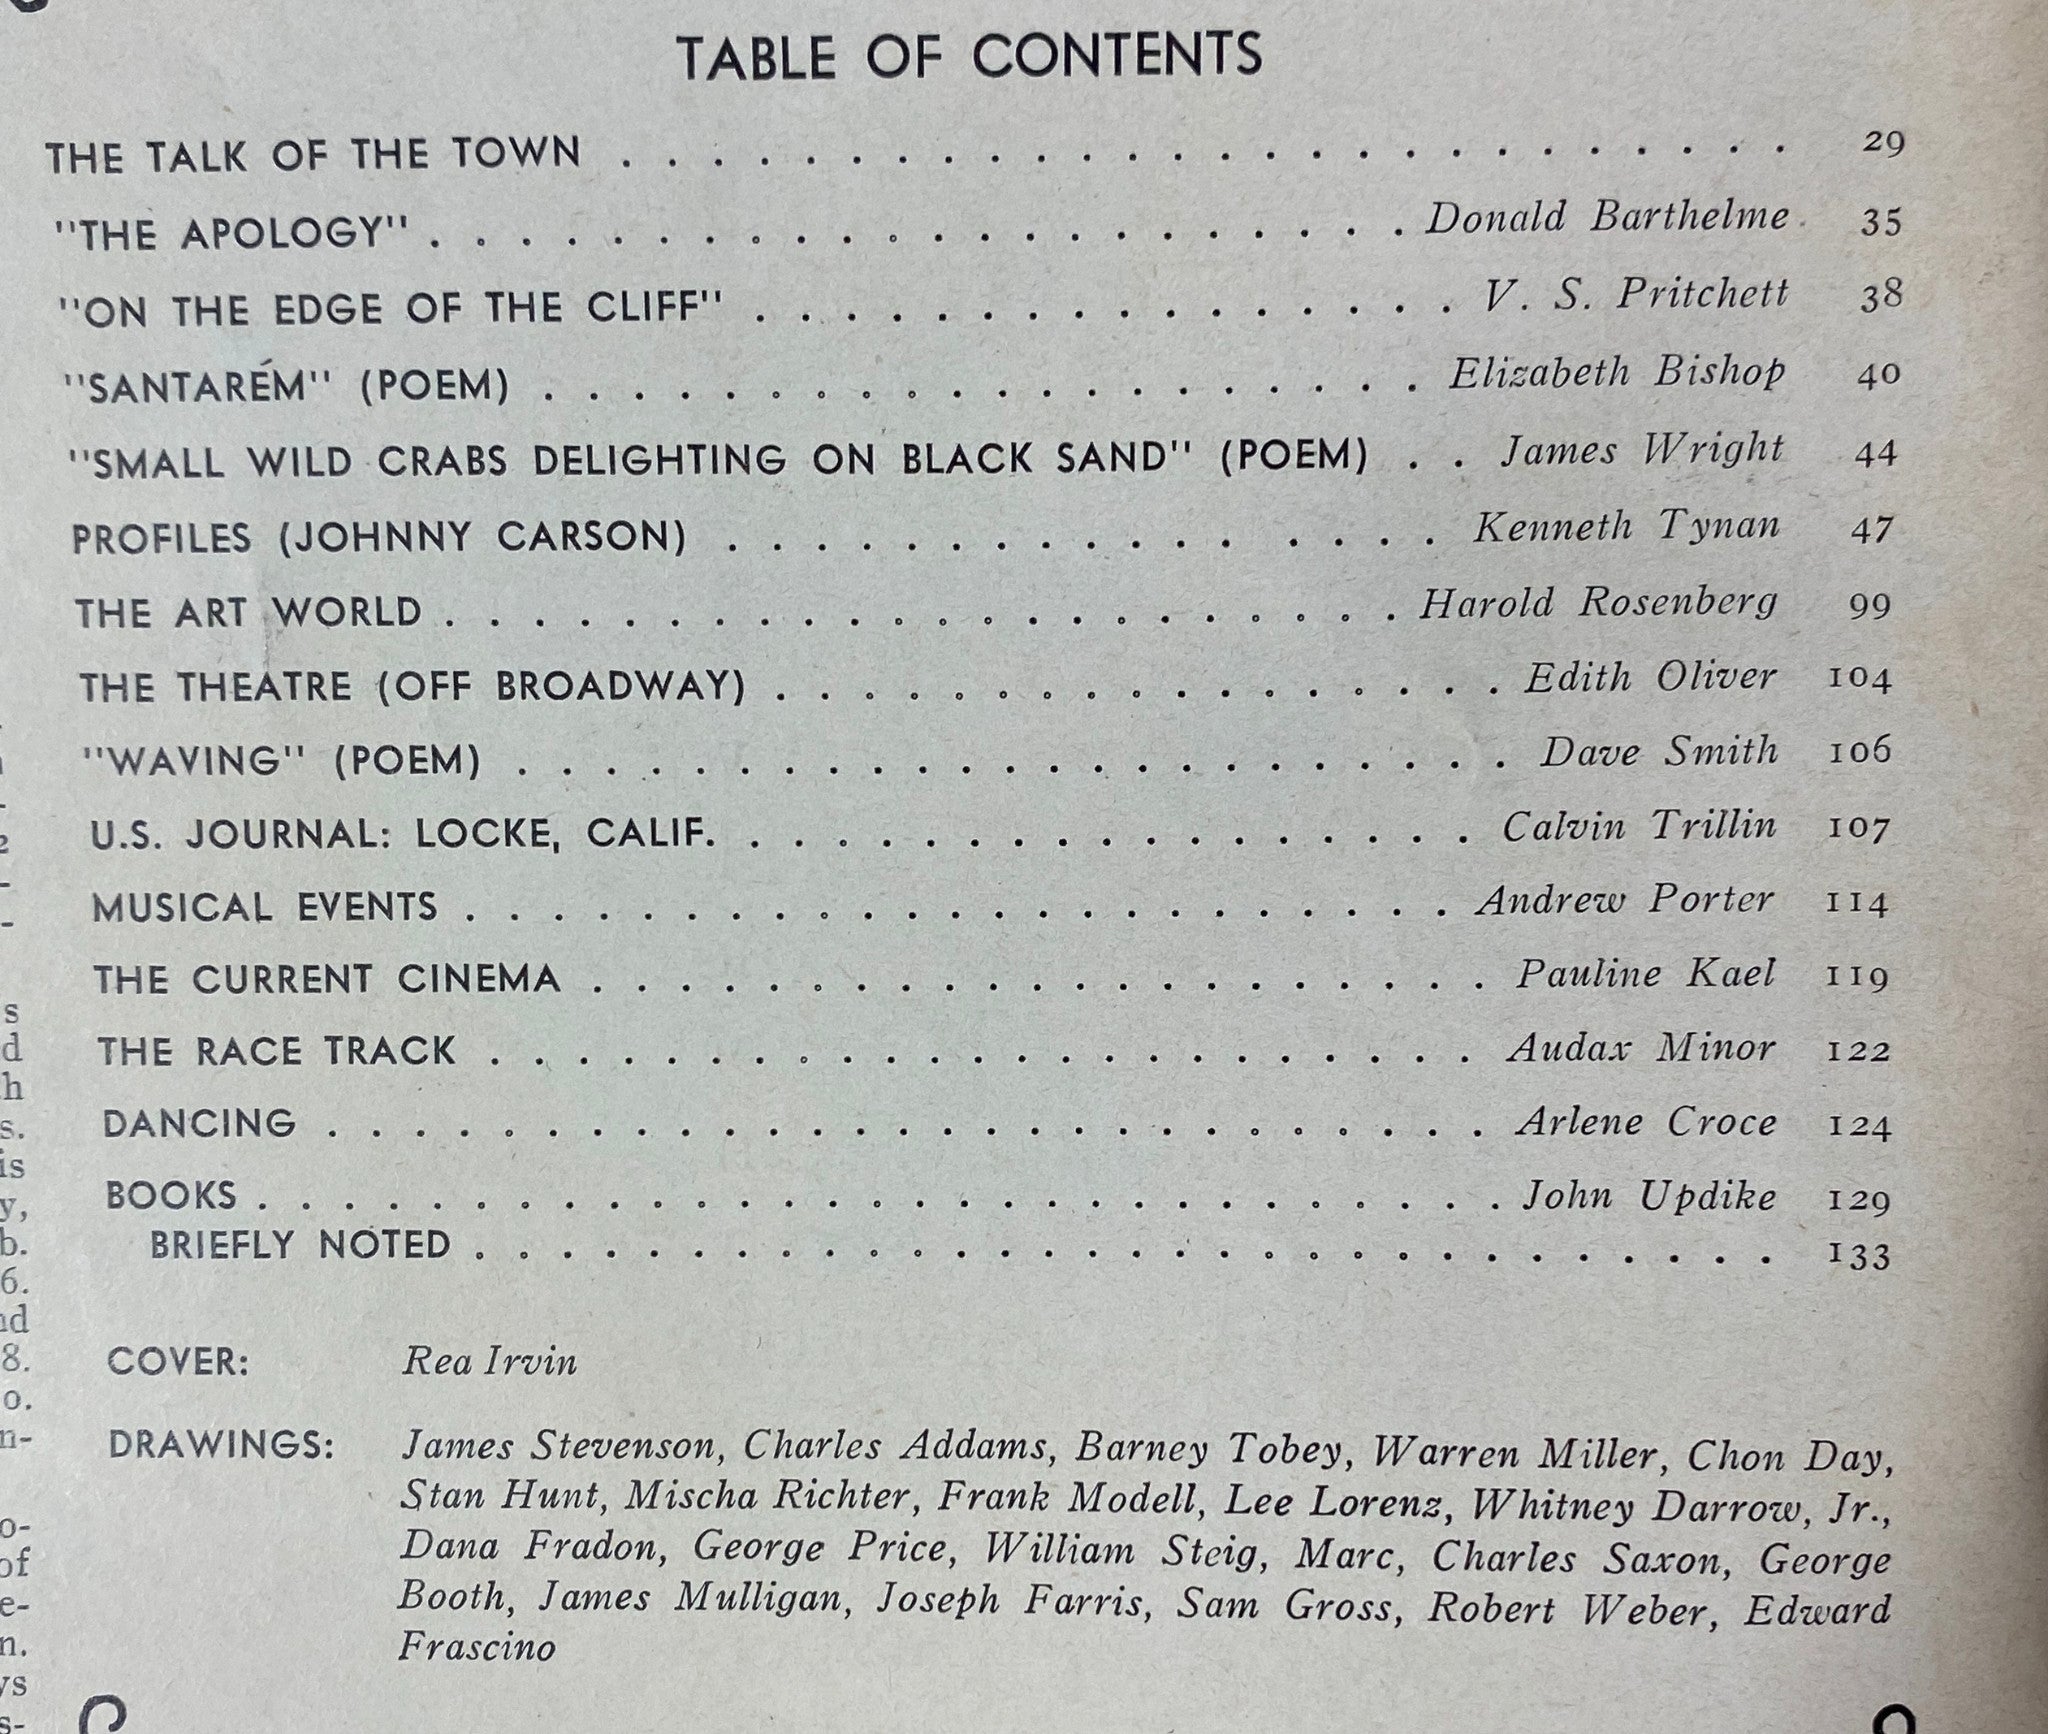 TABLE OF CONTENTS
THE TALK OF THE TOWN . . . . . . . . . . . . . . . . . . . . . . . . . . 29
"THE APOLOGY" . . . . . . . . . . . . . . . . . . . . . . Donald Barthelme 35
"ON THE EDGE OF THE CLIFF" . . . . . . . . . . . . . . . . V. S. Pritchett 38
"SANTARÉM" (POEM) . . . . . . . . . . . . . . . . . . . . Elizabeth Bishop 40
"SMALL WILD CRABS DELIGHTING ON BLACK SAND" (POEM) . . James Wright 44
PROFILES (JOHNNY CARSON) . . . . . . . . . . . . . . . . Kenneth Tynan 47
THE ART WORLD . . . . . . . . . . . . . . . . . . . . . . Harold Rosenberg 99
THE THEATRE (OFF BROADWAY) . . . . . . . . . . . . . . . . . Edith Oliver 104
"WAVING" (POEM) . . . . . . . . . . . . . . . . . . . . . . . Dave Smith 106
U.S. JOURNAL: LOCKE, CALIF. . . . . . . . . . . . . . . . . . Calvin Trillin 107
MUSICAL EVENTS . . . . . . . . . . . . . . . . . . . . . . . Andrew Porter 114
THE CURRENT CINEMA . . . . . . . . . . . . . . . . . . . . . Pauline Kael 119
THE RACE TRACK . . . . . . . . . . . . . . . . . . . . . . . Audax Minor 122
DANCING . . . . . . . . . . . . . . . . . . . . . . . . . . . Arlene Croce 124
BOOKS . . . . . . . . . . . . . . . . . . . . . . . . . . . . John Updike 129
BRIEFLY NOTED . . . . . . . . . . . . . . . . . . . . . . . . . . . . . . 133
COVER: Rea Irvin
DRAWINGS: James Stevenson, Charles Addams, Barney Tobey, Warren Miller, Chon Day,
Stan Hunt, Mischa Richter, Frank Modell, Lee Lorenz, Whitney Darrow, Jr.,
Dana Fradon, George Price, William Steig, Marc, Charles Saxon, George
Booth, James Mulligan, Joseph Farris, Sam Gross, Robert Weber, Edward
Frascino